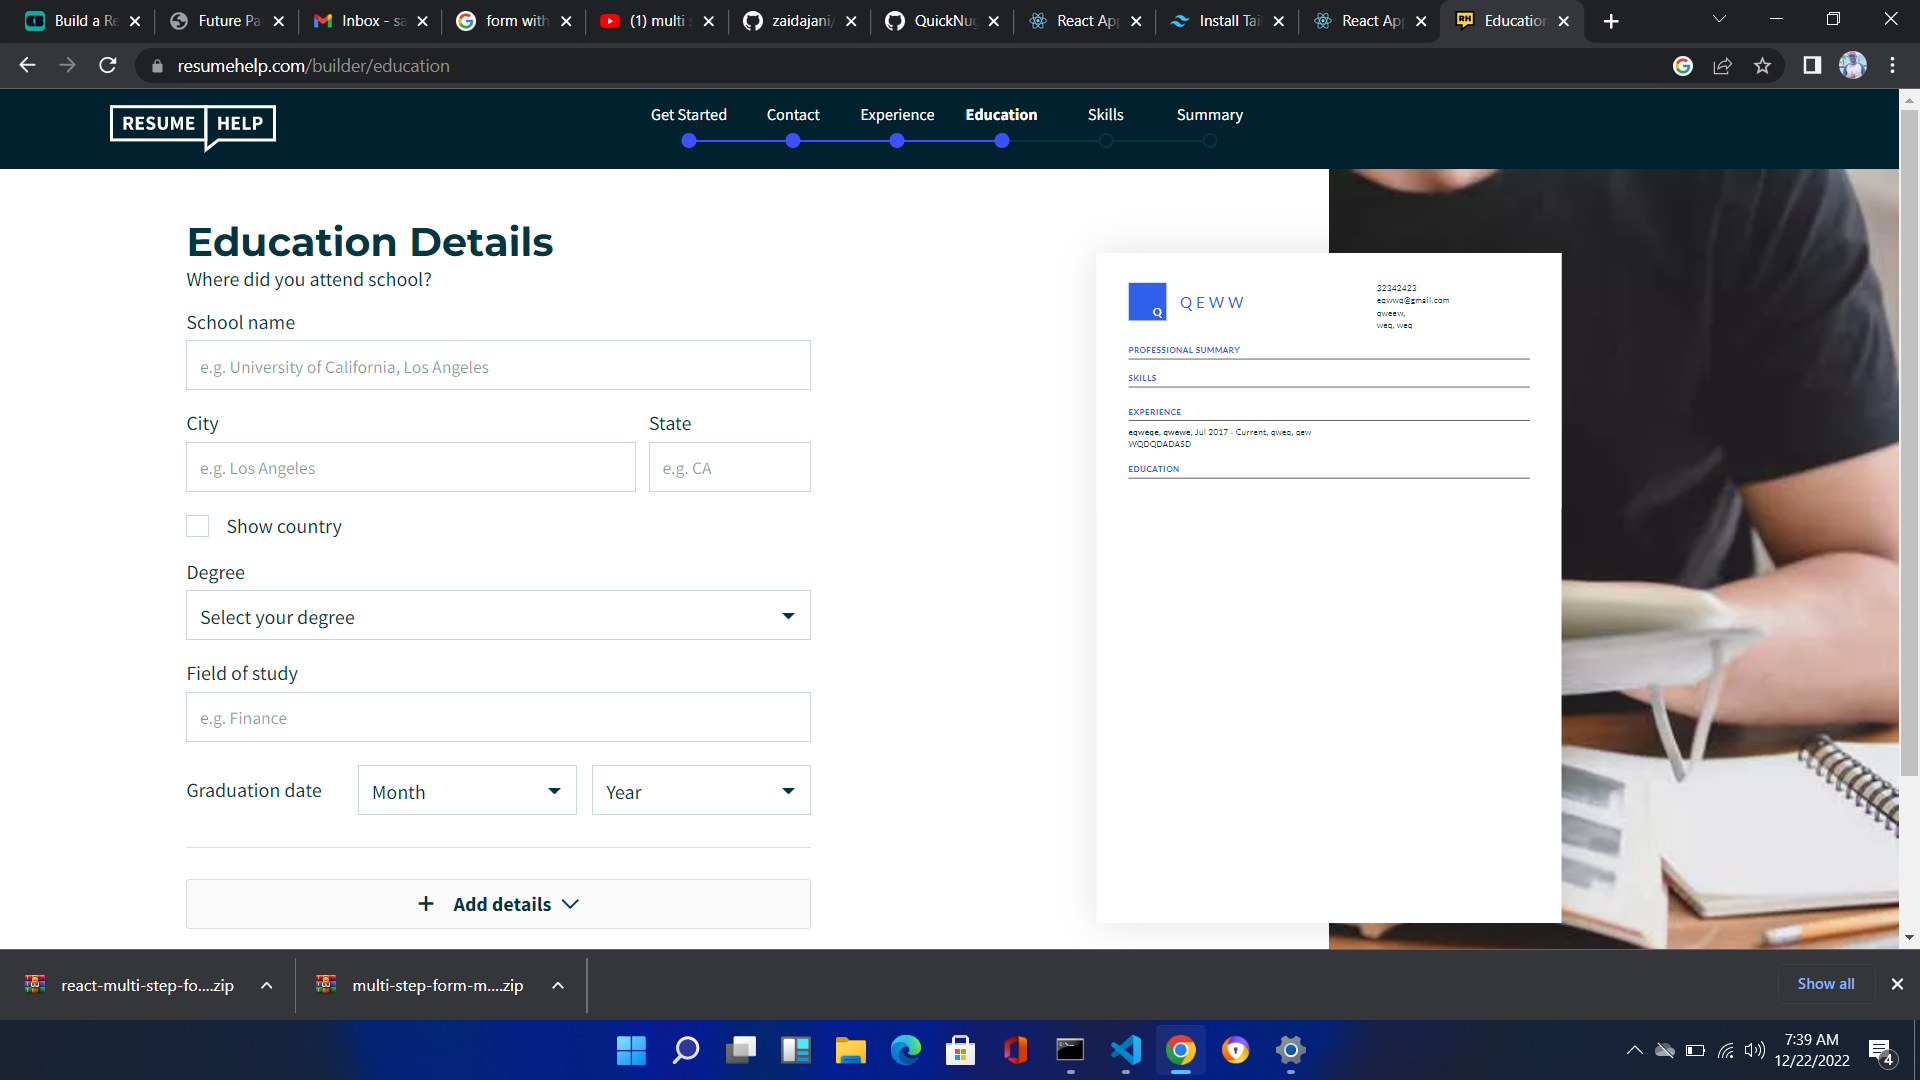 Build a Re
Future Pa
Inbox - sa
form with
(1) multi s
zaidajani/
QuickNug
React App
Install Tail
React App
Education
resumehelp.com/builder/education
RESUME HELP
Get Started
Contact
Experience
Education
Skills
Summary
Education Details
Where did you attend school?
School name
e.g. University of California, Los Angeles
City
State
e.g. Los Angeles
e.g. CA
Show country
Degree
Select your degree
Field of study
e.g. Finance
Graduation date
Month
Year
+ Add details
Q
QEWW
32342423
eqwwq@gmail.com
qweew,
weq, weq
PROFESSIONAL SUMMARY
SKILLS
EXPERIENCE
eqweqe, qwewe, Jul 2017 - Current, qweq, qew
WQDQDADASD
EDUCATION
react-multi-step-fo....zip
multi-step-form-m....zip
Show all
7:39 AM
12/22/2022
4